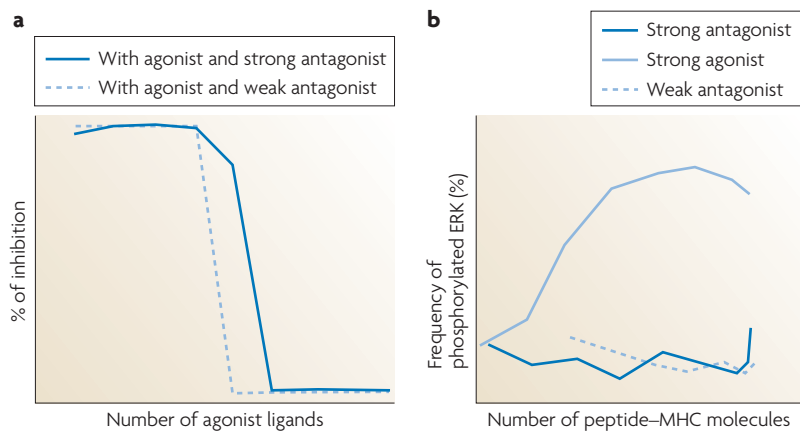 a
With agonist and strong antagonist
With agonist and weak antagonist
% of inhibition
Number of agonist ligands
b
Strong antagonist
Strong agonist
Weak antagonist
Frequency of
phosphorylated ERK (%)
Number of peptide–MHC molecules